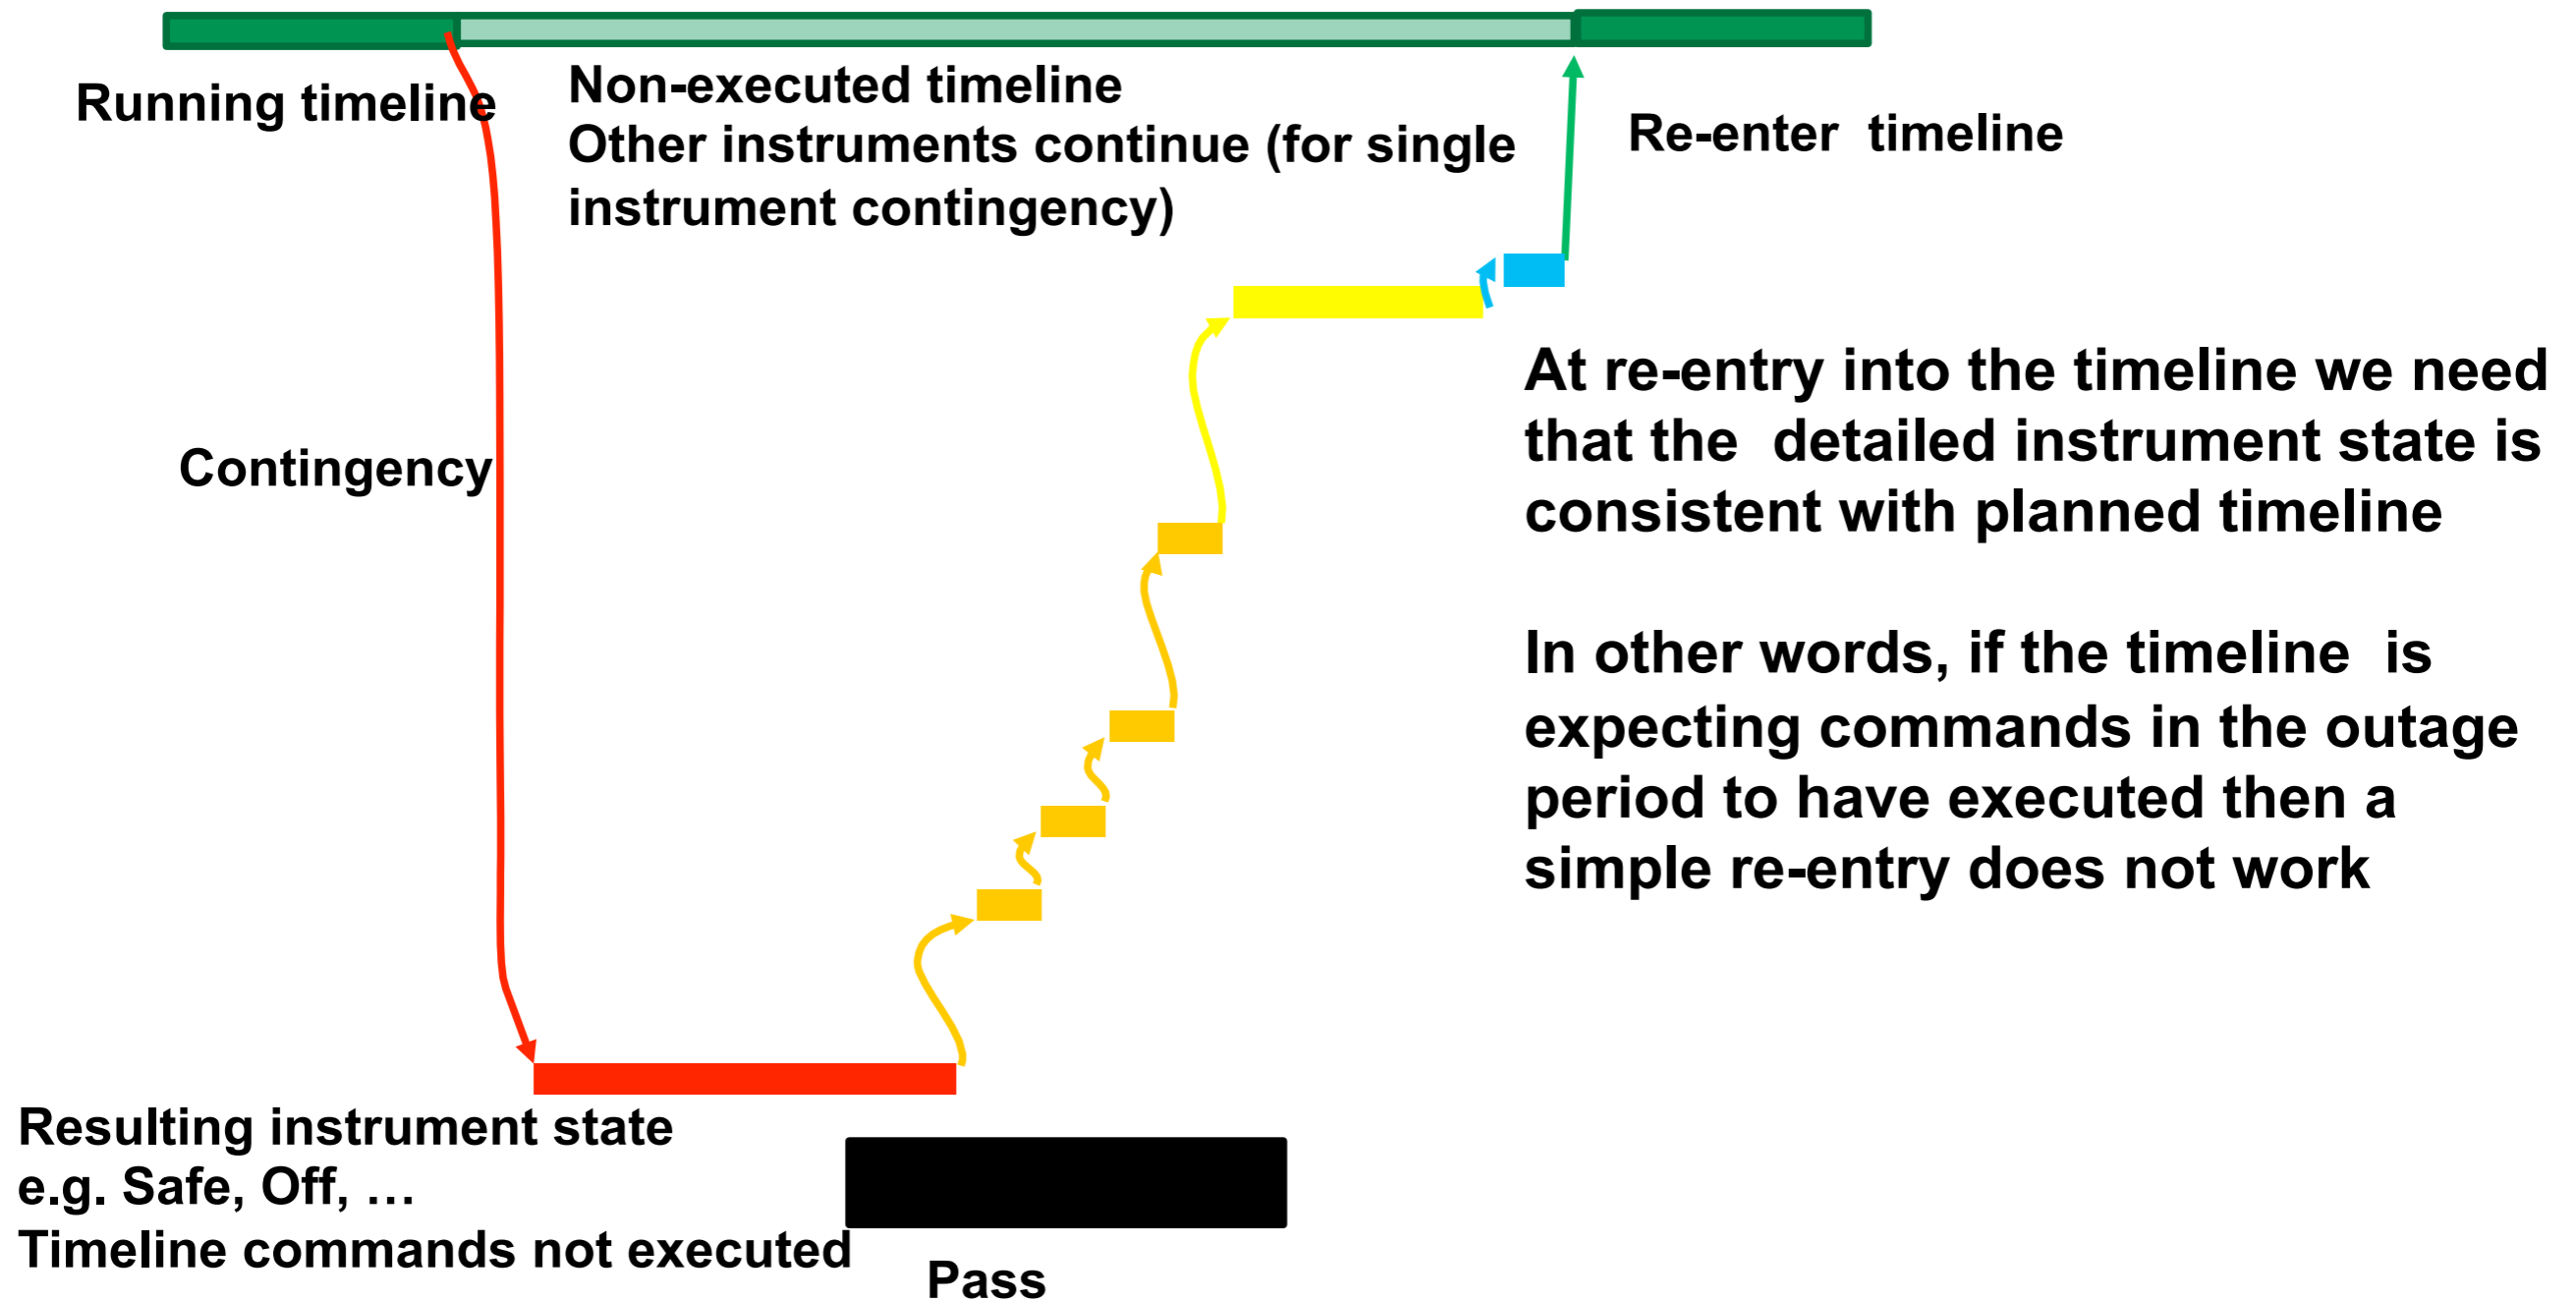 Running timeline
Non-executed timeline
Other instruments continue (for single
instrument contingency)
Re-enter  timeline
Contingency
At re-entry into the timeline we need
that the  detailed instrument state is
consistent with planned timeline
In other words, if the timeline  is
expecting commands in the outage
period to have executed then a
simple re-entry does not work
Resulting instrument state
e.g. Safe, Off, …
Timeline commands not executed
Pass